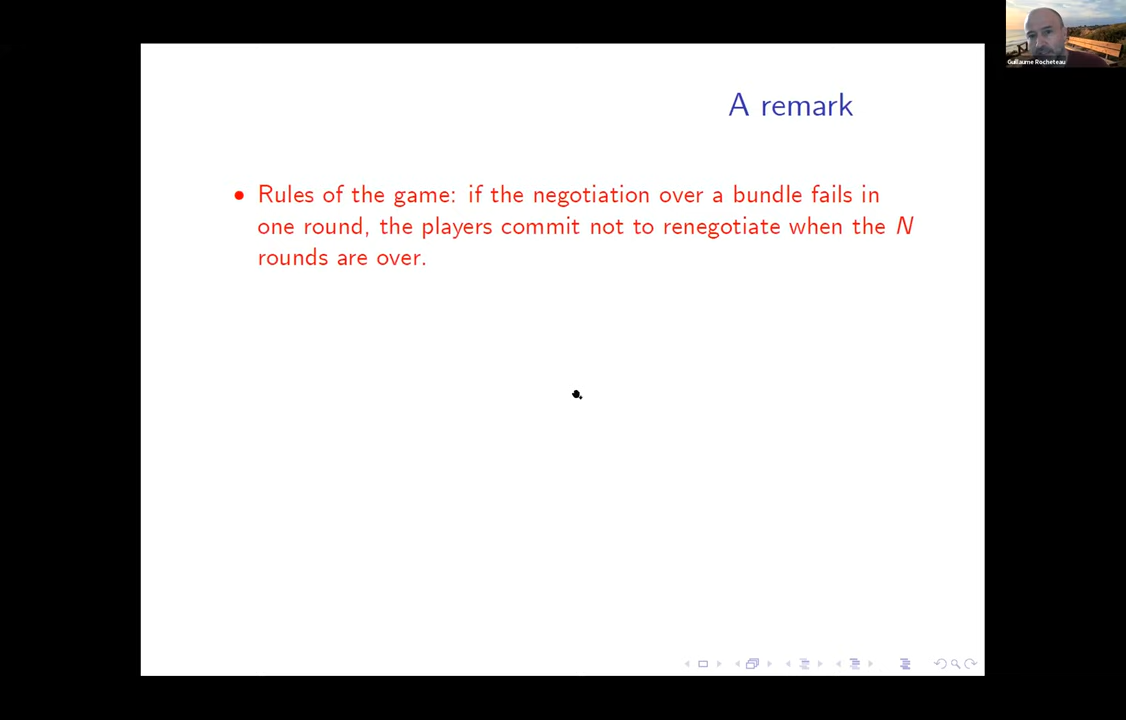 Guillaume Rocheteau
A remark
• Rules of the game: if the negotiation over a bundle fails in
one round, the players commit not to renegotiate when the N
rounds are over.